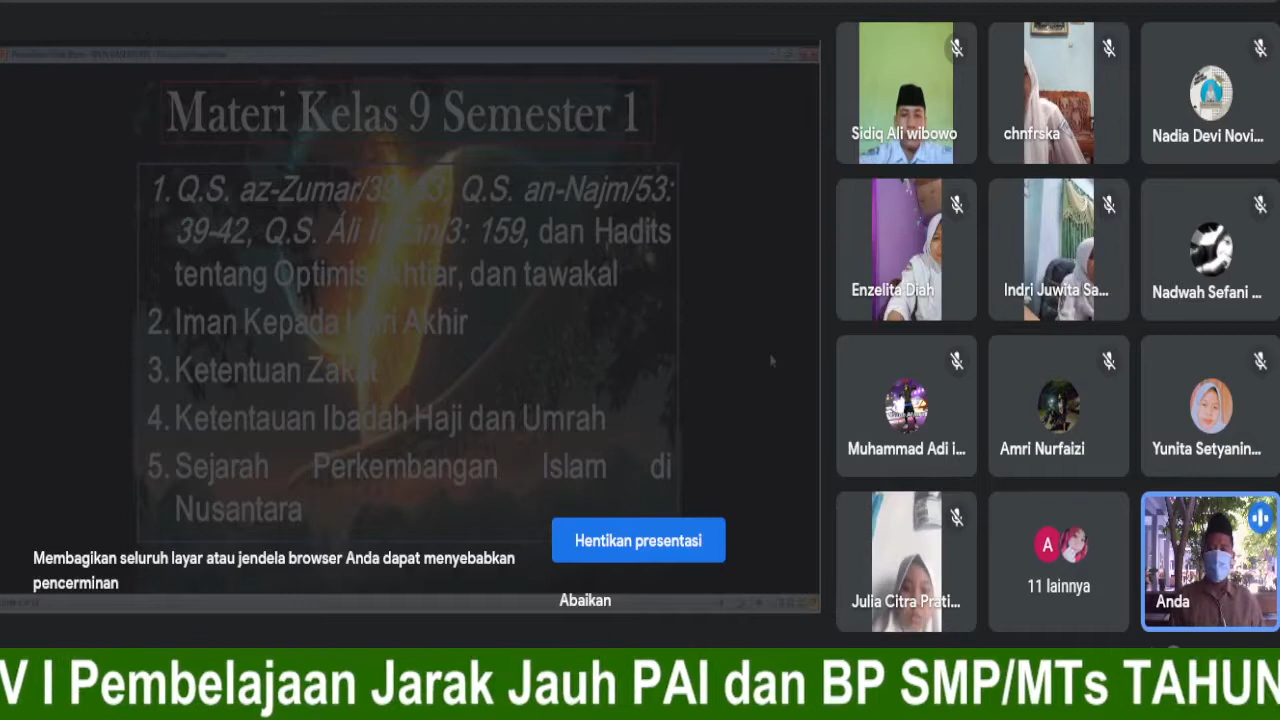 Materi Kelas 9 Semester 1
1. Q.S. az-Zumar/39: 53, Q.S. an-Najm/53:
39-42, Q.S. Áli Imran/3: 159, dan Hadits
tentang Optimis, Ikhtiar, dan tawakal
2. Iman Kepada Hari Akhir
3. Ketentuan Zakat
4. Ketentauan Ibadah Haji dan Umrah
5. Sejarah Perkembangan Islam di
Nusantara
Membagikan seluruh layar atau jendela browser Anda dapat menyebabkan
pencerminan
Hentikan presentasi
Abaikan
Sidiq Ali wibowo
chnfrska
Nadia Devi Novi...
Enzelita Diah
Indri Juwita Sa...
Nadwah Sefani ...
Muhammad Adi i...
Amri Nurfaizi
Yunita Setyanin...
Julia Citra Prati...
A
11 lainnya
Anda
V I Pembelajaan Jarak Jauh PAI dan BP SMP/MTs TAHUN